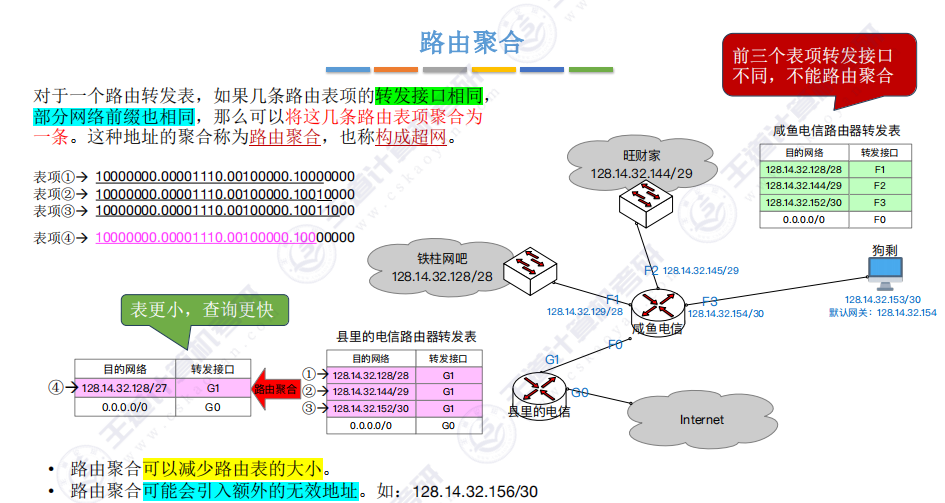 路由聚合
前三个表项转发接口
不同，不能路由聚合
对于一个路由转发表，如果几条路由表项的转发接口相同，
部分网络前缀也相同，那么可以将这几条路由表项聚合为
一条。这种地址的聚合称为路由聚合，也称构成超网。
表项①→ 10000000.00001110.00100000.10000000
表项②→ 10000000.00001110.00100000.10010000
表项③→ 10000000.00001110.00100000.10011000
表项④→ 10000000.00001110.00100000.10000000
咸鱼电信路由器转发表
目的网络 转发接口
128.14.32.128/28 F1
128.14.32.144/29 F2
128.14.32.152/30 F3
0.0.0.0/0 F0
旺财家
128.14.32.144/29
铁柱网吧
128.14.32.128/28
狗剩
128.14.32.153/30
默认网关：128.14.32.154
F2 128.14.32.145/29
F1
128.14.32.129/28
F3
128.14.32.154/30
咸鱼电信
F0
G1
G0
县里的电信
Internet
表更小，查询更快
目的网络 转发接口
④→ 128.14.32.128/27 G1
0.0.0.0/0 G0
路由聚合
县里的电信路由器转发表
目的网络 转发接口
①→ 128.14.32.128/28 G1
②→ 128.14.32.144/29 G1
③→ 128.14.32.152/30 G1
0.0.0.0/0 G0
• 路由聚合可以减少路由表的大小。
• 路由聚合可能会引入额外的无效地址。如：128.14.32.156/30